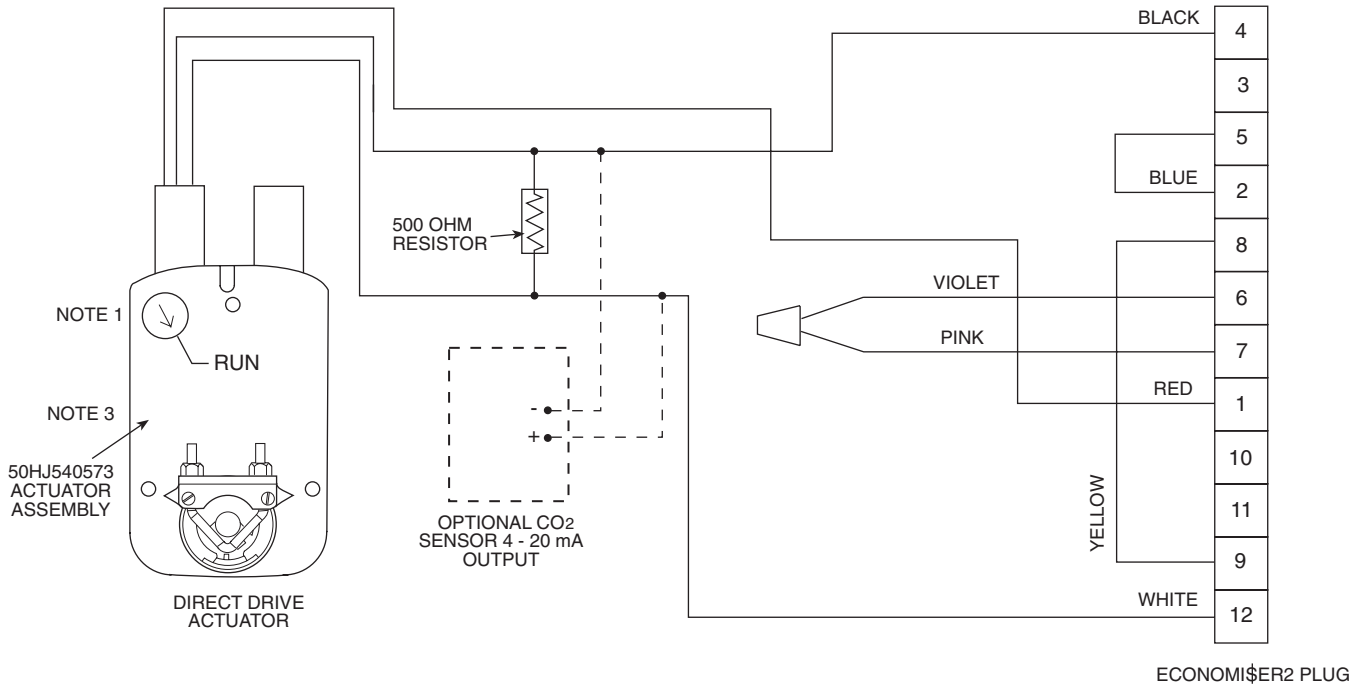 BLACK
4
3
5
BLUE
2
500 OHM
RESISTOR
8
VIOLET
6
NOTE 1
RUN
PINK
7
RED
1
NOTE 3
-
+
10
50HJ540573
ACTUATOR
ASSEMBLY
YELLOW
11
OPTIONAL CO2
SENSOR 4 - 20 mA
OUTPUT
9
DIRECT DRIVE
ACTUATOR
WHITE
12
ECONOMI$ER2 PLUG